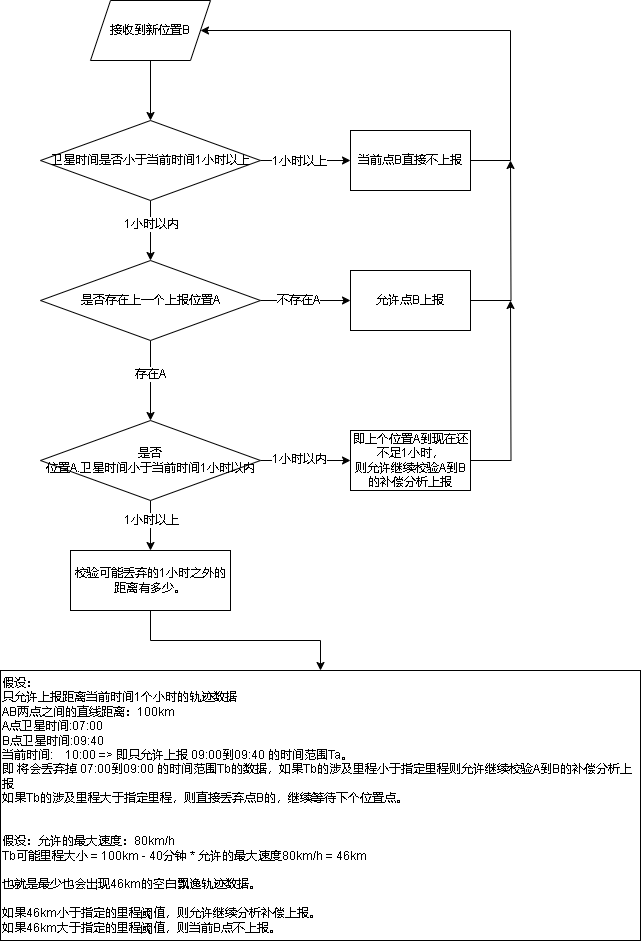 接收到新位置B
卫星时间是否小于当前时间1小时以上
1小时以上
当前点B直接不上报
1小时以内
是否存在上一个上报位置A
不存在A
允许点B上报
存在A
是否
位置A,卫星时间小于当前时间1小时以内
1小时以内
即上个位置A到现在还
不足1小时,
则允许继续校验A到B
的补偿分析上报
1小时以上
校验可能丢弃的1小时之外的
距离有多少。
假设:
只允许上报距离当前时间1个小时的轨迹数据
AB两点之间的直线距离：100km
A点卫星时间:07:00
B点卫星时间:09:40
当前时间: 10:00 => 即只允许上报 09:00到09:40 的时间范围Ta。
即 将会丢弃掉 07:00到09:00 的时间范围Tb的数据，如果Tb的涉及里程小于指定里程则允许继续校验A到B的补偿分析上
报
如果Tb的涉及里程大于指定里程，则直接丢弃点B的，继续等待下个位置点。
假设：允许的最大速度：80km/h
Tb可能里程大小 = 100km - 40分钟 * 允许的最大速度80km/h = 46km
也就是最少也会出现46km的空白飘逸轨迹数据。
如果46km小于指定的里程阈值，则允许继续分析补偿上报。
如果46km大于指定的里程阈值，则当前B点不上报。